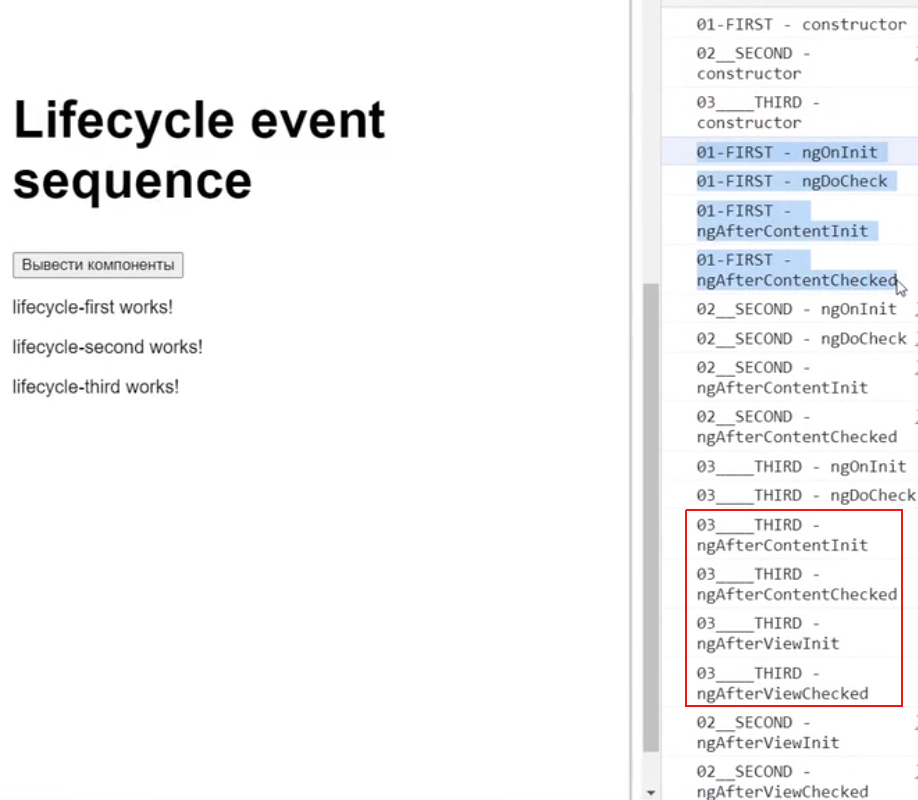 Lifecycle event
sequence
Вывести компоненты
lifecycle-first works!
lifecycle-second works!
lifecycle-third works!
01-FIRST - constructor
02__SECOND -
constructor
03____THIRD -
constructor
01-FIRST - ngOnInit
01-FIRST - ngDoCheck
01-FIRST -
ngAfterContentInit
01-FIRST -
ngAfterContentChecked
02__SECOND - ngOnInit
02__SECOND - ngDoCheck
02__SECOND -
ngAfterContentInit
02__SECOND -
ngAfterContentChecked
03____THIRD - ngOnInit
03____THIRD - ngDoCheck
03____THIRD -
ngAfterContentInit
03____THIRD -
ngAfterContentChecked
03____THIRD -
ngAfterViewInit
03____THIRD -
ngAfterViewChecked
02__SECOND -
ngAfterViewInit
02__SECOND -
ngAfterViewChecked